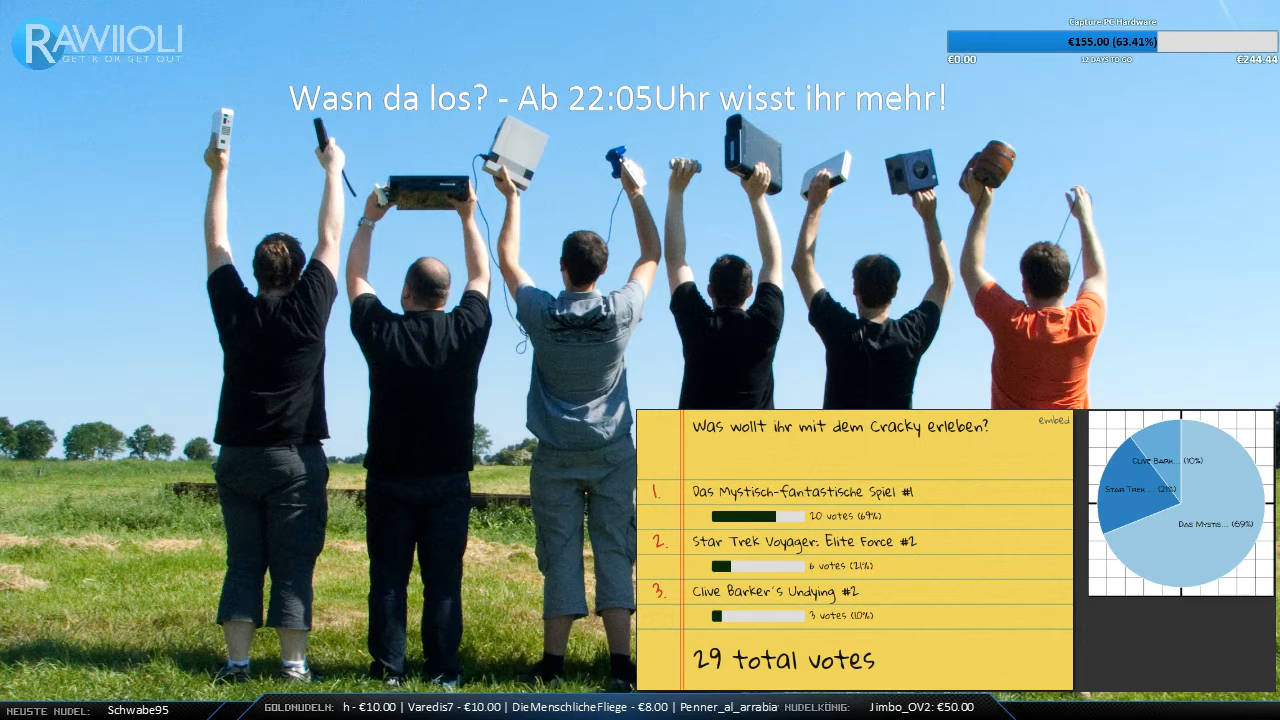 RAWIIOLI
GET R OR GET OUT
Capture PC Hardware
€155.00 (63.41%)
€0.00
12 DAYS TO GO
€244.44
Wasn da los? - Ab 22:05Uhr wisst ihr mehr!
Was wollt ihr mit dem Cracky erleben?
embed
1. Das Mystisch-fantastische Spiel #1
20 votes (69%)
2. Star Trek Voyager: Elite Force #2
6 votes (21%)
3. Clive Barker's Undying #2
3 votes (10%)
29 total votes
Clive Bark... (10%)
Star Trek ... (21%)
Das Mystis... (69%)
NEUSTE NUDEL: Schwabe95
GOLDNUDELN: h - €10.00 | Varedis7 - €10.00 | DieMenschlicheFliege - €8.00 | Penner_al_arrabia
NUDELKÖNIG: Jimbo_OV2: €50.00